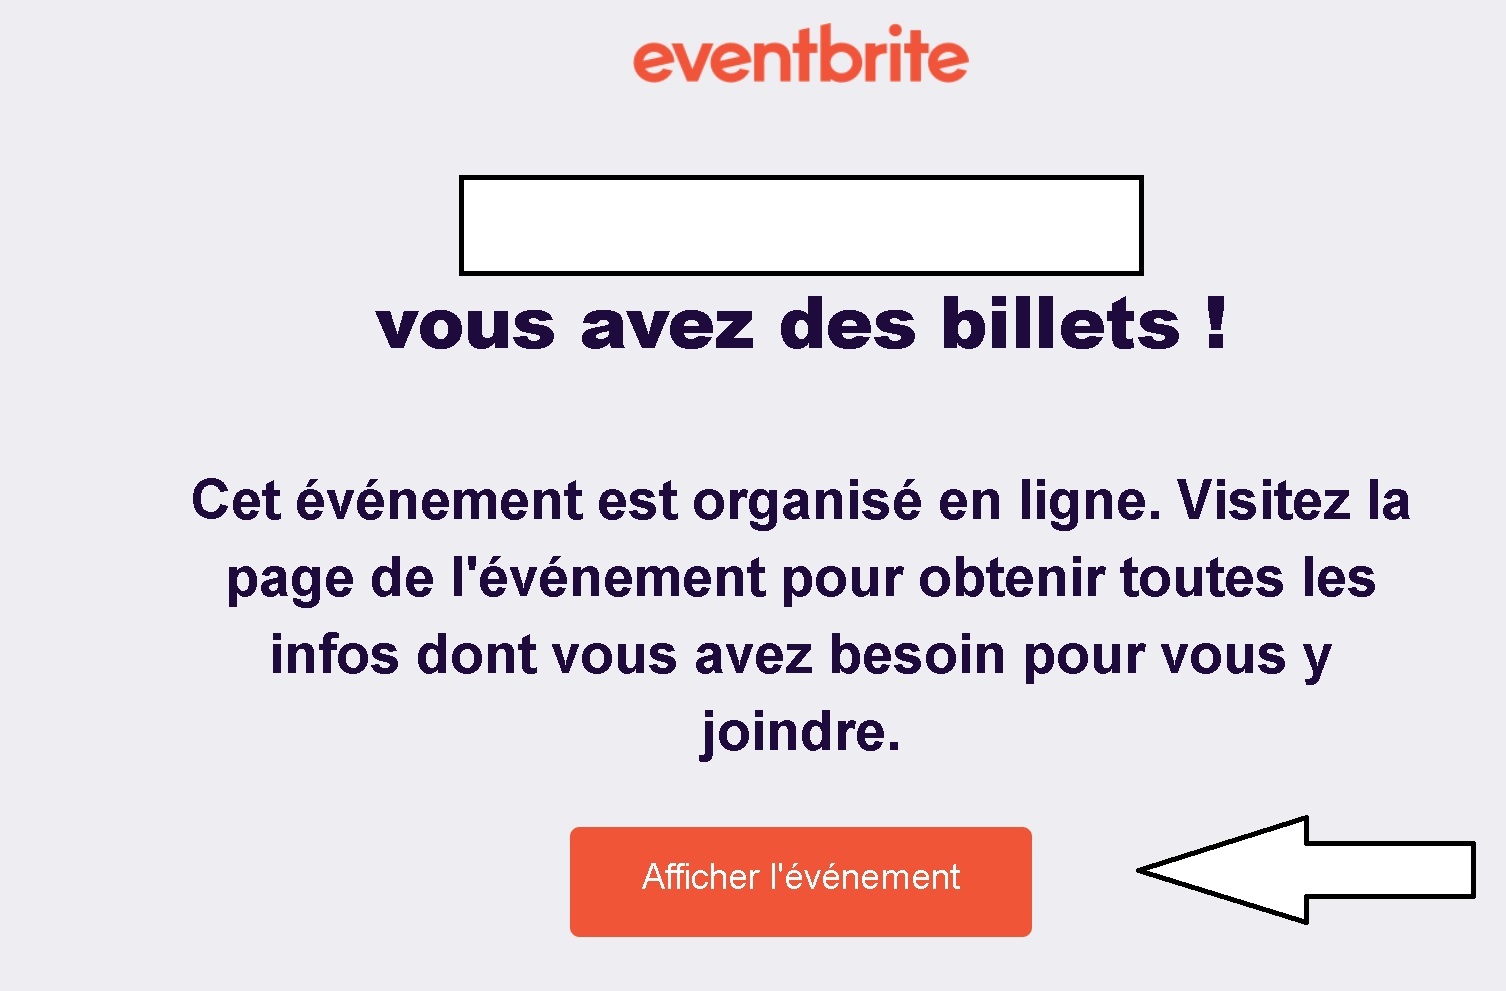 eventbrite
vous avez des billets !
Cet événement est organisé en ligne. Visitez la
page de l'événement pour obtenir toutes les
infos dont vous avez besoin pour vous y
joindre.
Afficher l'événement